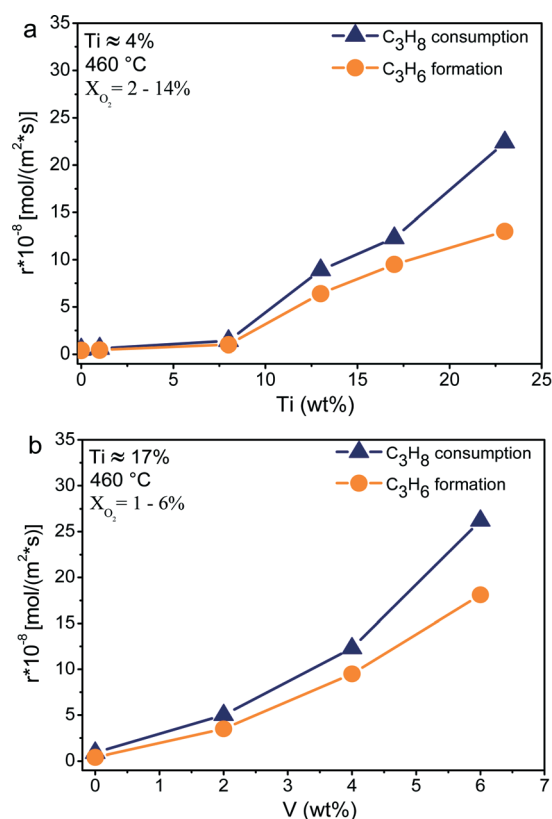 a
Ti ≈ 4%
460 °C
X_O₂ = 2 - 14%
C₃H₈ consumption
C₃H₆ formation
35
30
25
20
15
10
5
0
r*10⁻⁸ [mol/(m²*s)]
0 5 10 15 20 25
Ti (wt%)
b
Ti ≈ 17%
460 °C
X_O₂ = 1 - 6%
C₃H₈ consumption
C₃H₆ formation
35
30
25
20
15
10
5
0
r*10⁻⁸ [mol/(m²*s)]
0 1 2 3 4 5 6 7
V (wt%)